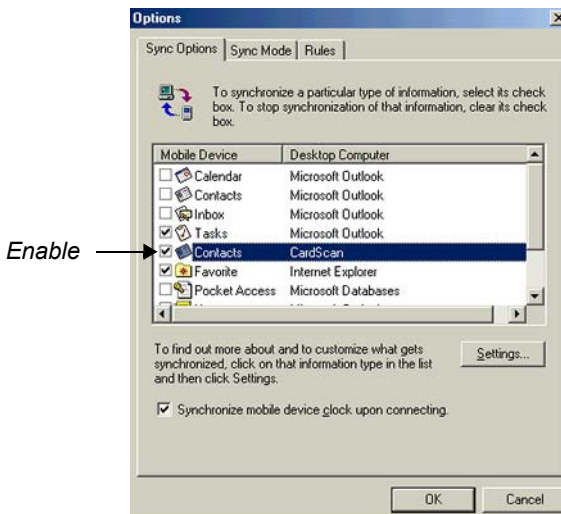 Options
Sync Options Sync Mode Rules
To synchronize a particular type of information, select its check
box. To stop synchronization of that information, clear its check
box.
Mobile Device Desktop Computer
Calendar Microsoft Outlook
Contacts Microsoft Outlook
Inbox Microsoft Outlook
Tasks Microsoft Outlook
Enable Contacts CardScan
Favorite Internet Explorer
Pocket Access Microsoft Databases
To find out more about and to customize what gets
synchronized, click on that information type in the list
and then click Settings.
Settings...
Synchronize mobile device clock upon connecting.
OK Cancel